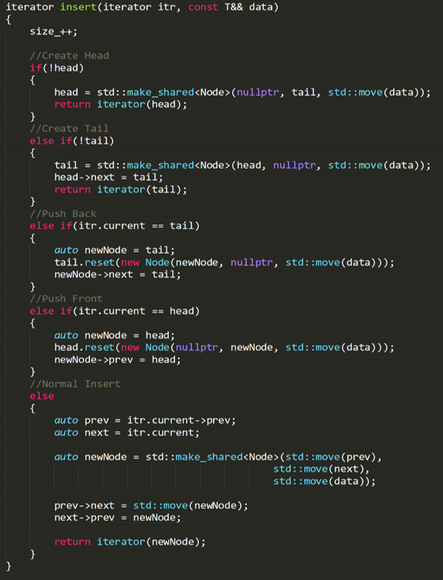 iterator insert(iterator itr, const T&& data)
{
    size_++;

    //Create Head
    if(!head)
    {
        head = std::make_shared<Node>(nullptr, tail, std::move(data));
        return iterator(head);
    }
    //Create Tail
    else if(!tail)
    {
        tail = std::make_shared<Node>(head, nullptr, std::move(data));
        head->next = tail;
        return iterator(tail);
    }
    //Push Back
    else if(itr.current == tail)
    {
        auto newNode = tail;
        tail.reset(new Node(newNode, nullptr, std::move(data)));
        newNode->next = tail;
    }
    //Push Front
    else if(itr.current == head)
    {
        auto newNode = head;
        head.reset(new Node(nullptr, newNode, std::move(data)));
        newNode->prev = head;
    }
    //Normal Insert
    else
    {
        auto prev = itr.current->prev;
        auto next = itr.current;

        auto newNode = std::make_shared<Node>(std::move(prev),
                                              std::move(next),
                                              std::move(data));

        prev->next = std::move(newNode);
        next->prev = newNode;

        return iterator(newNode);
    }
}